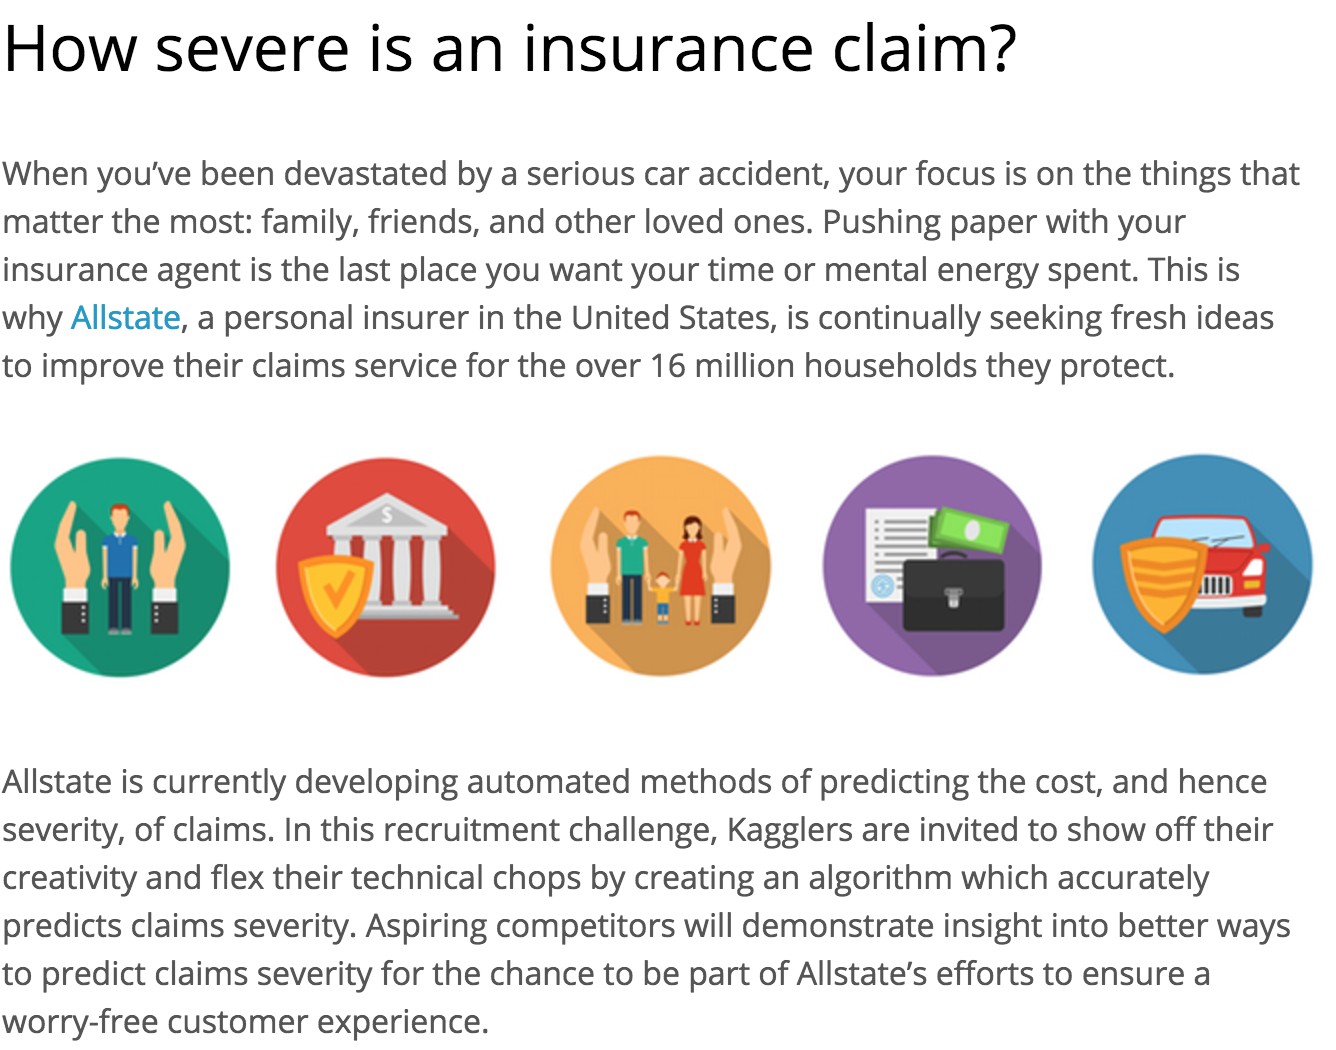 How severe is an insurance claim?
When you’ve been devastated by a serious car accident, your focus is on the things that
matter the most: family, friends, and other loved ones. Pushing paper with your
insurance agent is the last place you want your time or mental energy spent. This is
why Allstate, a personal insurer in the United States, is continually seeking fresh ideas
to improve their claims service for the over 16 million households they protect.
$
Allstate is currently developing automated methods of predicting the cost, and hence
severity, of claims. In this recruitment challenge, Kagglers are invited to show off their
creativity and flex their technical chops by creating an algorithm which accurately
predicts claims severity. Aspiring competitors will demonstrate insight into better ways
to predict claims severity for the chance to be part of Allstate’s efforts to ensure a
worry-free customer experience.